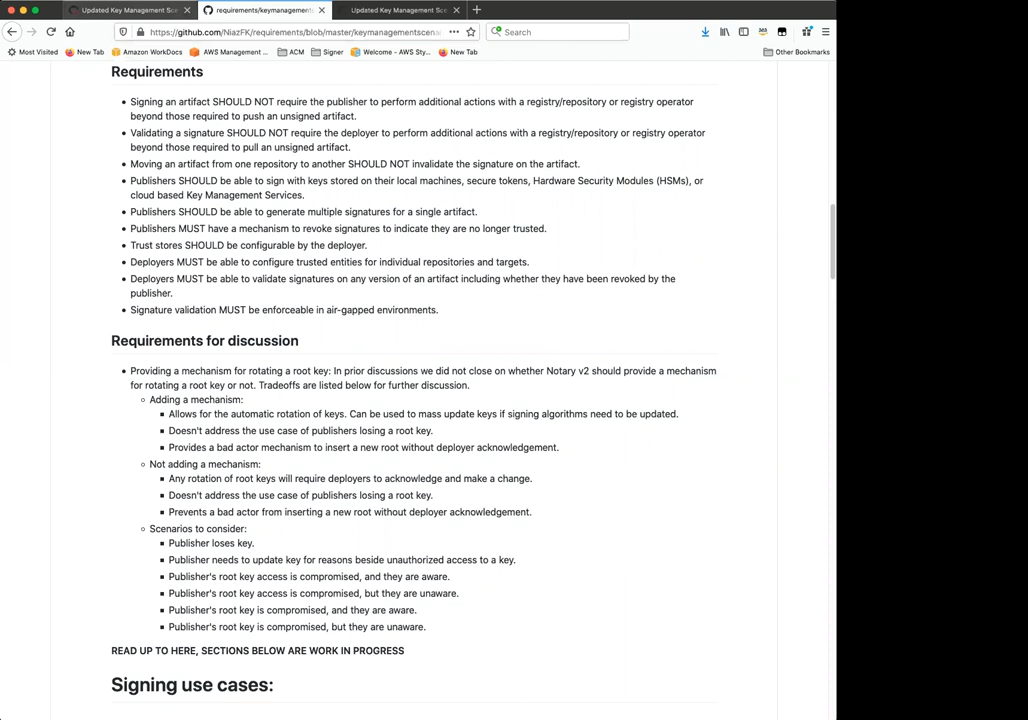 Updated Key Management Sce
requirements/keymanagement
Updated Key Management Sce
https://github.com/NiazFK/requirements/blob/master/keymanagementscena
Search
Most Visited
New Tab
Amazon WorkDocs
AWS Management ...
ACM
Signer
Welcome - AWS Sty...
New Tab
Other Bookmarks
Requirements
• Signing an artifact SHOULD NOT require the publisher to perform additional actions with a registry/repository or registry operator
beyond those required to push an unsigned artifact.
• Validating a signature SHOULD NOT require the deployer to perform additional actions with a registry/repository or registry operator
beyond those required to pull an unsigned artifact.
• Moving an artifact from one repository to another SHOULD NOT invalidate the signature on the artifact.
• Publishers SHOULD be able to sign with keys stored on their local machines, secure tokens, Hardware Security Modules (HSMs), or
cloud based Key Management Services.
• Publishers SHOULD be able to generate multiple signatures for a single artifact.
• Publishers MUST have a mechanism to revoke signatures to indicate they are no longer trusted.
• Trust stores SHOULD be configurable by the deployer.
• Deployers MUST be able to configure trusted entities for individual repositories and targets.
• Deployers MUST be able to validate signatures on any version of an artifact including whether they have been revoked by the
publisher.
• Signature validation MUST be enforceable in air-gapped environments.
Requirements for discussion
• Providing a mechanism for rotating a root key: In prior discussions we did not close on whether Notary v2 should provide a mechanism
for rotating a root key or not. Tradeoffs are listed below for further discussion.
○ Adding a mechanism:
▪ Allows for the automatic rotation of keys. Can be used to mass update keys if signing algorithms need to be updated.
▪ Doesn't address the use case of publishers losing a root key.
▪ Provides a bad actor mechanism to insert a new root without deployer acknowledgement.
○ Not adding a mechanism:
▪ Any rotation of root keys will require deployers to acknowledge and make a change.
▪ Doesn't address the use case of publishers losing a root key.
▪ Prevents a bad actor from inserting a new root without deployer acknowledgement.
○ Scenarios to consider:
▪ Publisher loses key.
▪ Publisher needs to update key for reasons beside unauthorized access to a key.
▪ Publisher's root key access is compromised, and they are aware.
▪ Publisher's root key access is compromised, but they are unaware.
▪ Publisher's root key is compromised, and they are aware.
▪ Publisher's root key is compromised, but they are unaware.
READ UP TO HERE, SECTIONS BELOW ARE WORK IN PROGRESS
Signing use cases: